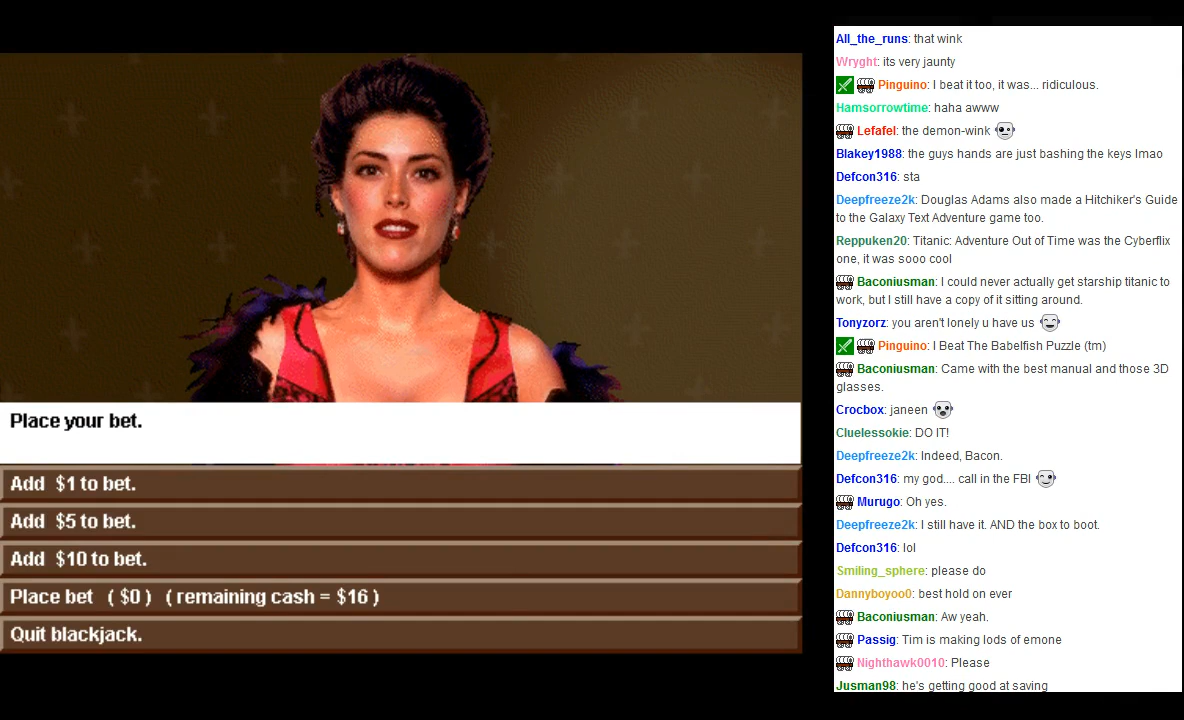 Place your bet.
Add $1 to bet.
Add $5 to bet.
Add $10 to bet.
Place bet ( $0 ) ( remaining cash = $16 )
Quit blackjack.
All_the_runs: that wink
Wryght: its very jaunty
Pinguino: I beat it too, it was... ridiculous.
Hamsorrowtime: haha awww
Lefafel: the demon-wink
Blakey1988: the guys hands are just bashing the keys lmao
Defcon316: sta
Deepfreeze2k: Douglas Adams also made a Hitchiker's Guide
to the Galaxy Text Adventure game too.
Reppuken20: Titanic: Adventure Out of Time was the Cyberflix
one, it was sooo cool
Baconiusman: I could never actually get starship titanic to
work, but I still have a copy of it sitting around.
Tonyzorz: you aren't lonely u have us
Pinguino: I Beat The Babelfish Puzzle (tm)
Baconiusman: Came with the best manual and those 3D
glasses.
Crocbox: janeen
Cluelessokie: DO IT!
Deepfreeze2k: Indeed, Bacon.
Defcon316: my god.... call in the FBI
Murugo: Oh yes.
Deepfreeze2k: I still have it. AND the box to boot.
Defcon316: lol
Smiling_sphere: please do
Dannyboyoo0: best hold on ever
Baconiusman: Aw yeah.
Passig: Tim is making lods of emone
Nighthawk0010: Please
Jusman98: he's getting good at saving